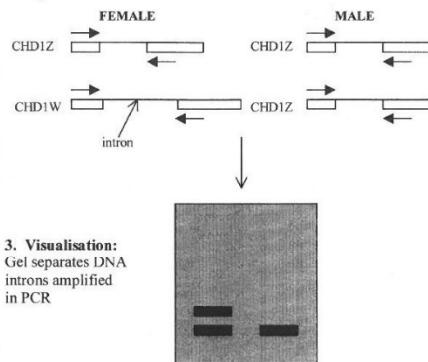 FEMALE MALE
CHD1Z CHD1Z
CHD1W CHD1Z
intron
3. Visualisation:
Gel separates DNA
introns amplified
in PCR